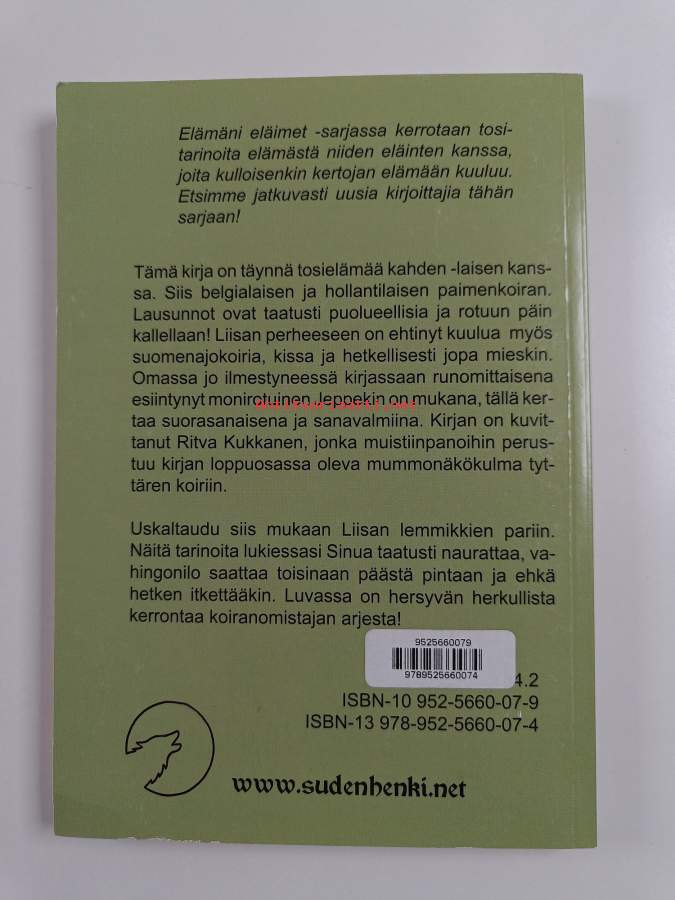 Elämäni eläimet -sarjassa kerrotaan tosi-
tarinoita elämästä niiden eläinten kanssa,
joita kulloisenkin kertojan elämään kuuluu.
Etsimme jatkuvasti uusia kirjoittajia tähän
sarjaan!
Tämä kirja on täynnä tosielämää kahden -laisen kans-
sa. Siis belgialaisen ja hollantilaisen paimenkoiran.
Lausunnot ovat taatusti puolueellisia ja rotuun päin
kallellaan! Liisan perheeseen on ehtinyt kuulua myös
suomenajokoiria, kissa ja hetkellisesti jopa mieskin.
Omassa jo ilmestyneessä kirjassaan runomittaisena
esiintynyt monirotuinen Jeppekin on mukana, tällä ker-
taa suorasanaisena ja sanavalmiina. Kirjan on kuvit-
tanut Ritva Kukkanen, jonka muistiinpanoihin perus-
tuu kirjan loppuosassa oleva mummonäkökulma tyt-
tären koiriin.
Uskaltaudu siis mukaan Liisan lemmikkien pariin.
Näitä tarinoita lukiessasi Sinua taatusti naurattaa, va-
hingonilo saattaa toisinaan päästä pintaan ja ehkä
hetken itkettääkin. Luvassa on hersyvän herkullista
kerrontaa koiranomistajan arjesta!
9525660079
9789525660074
4.2
ISBN-10 952-5660-07-9
ISBN-13 978-952-5660-07-4
www.sudenhenki.net